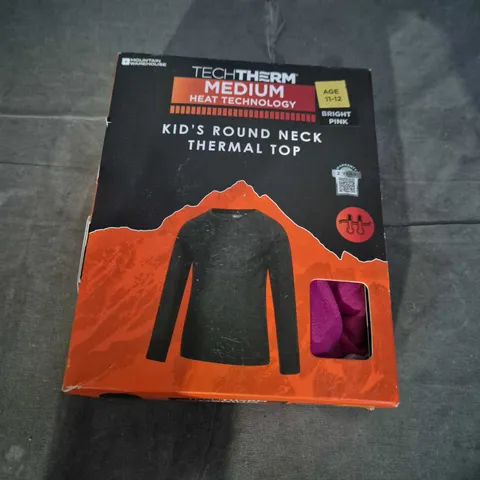 MOUNTAIN
WAREHOUSE
TECHTHERM®
MEDIUM
HEAT TECHNOLOGY
AGE
11-12
BRIGHT
PINK
KID'S ROUND NECK
THERMAL TOP